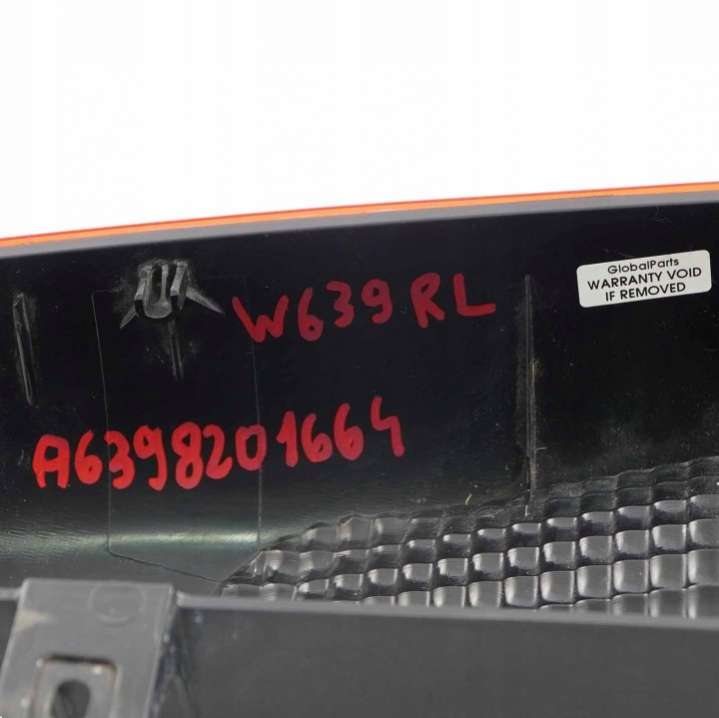 GlobalParts
WARRANTY VOID
IF REMOVED
W639 RL
A6398201664